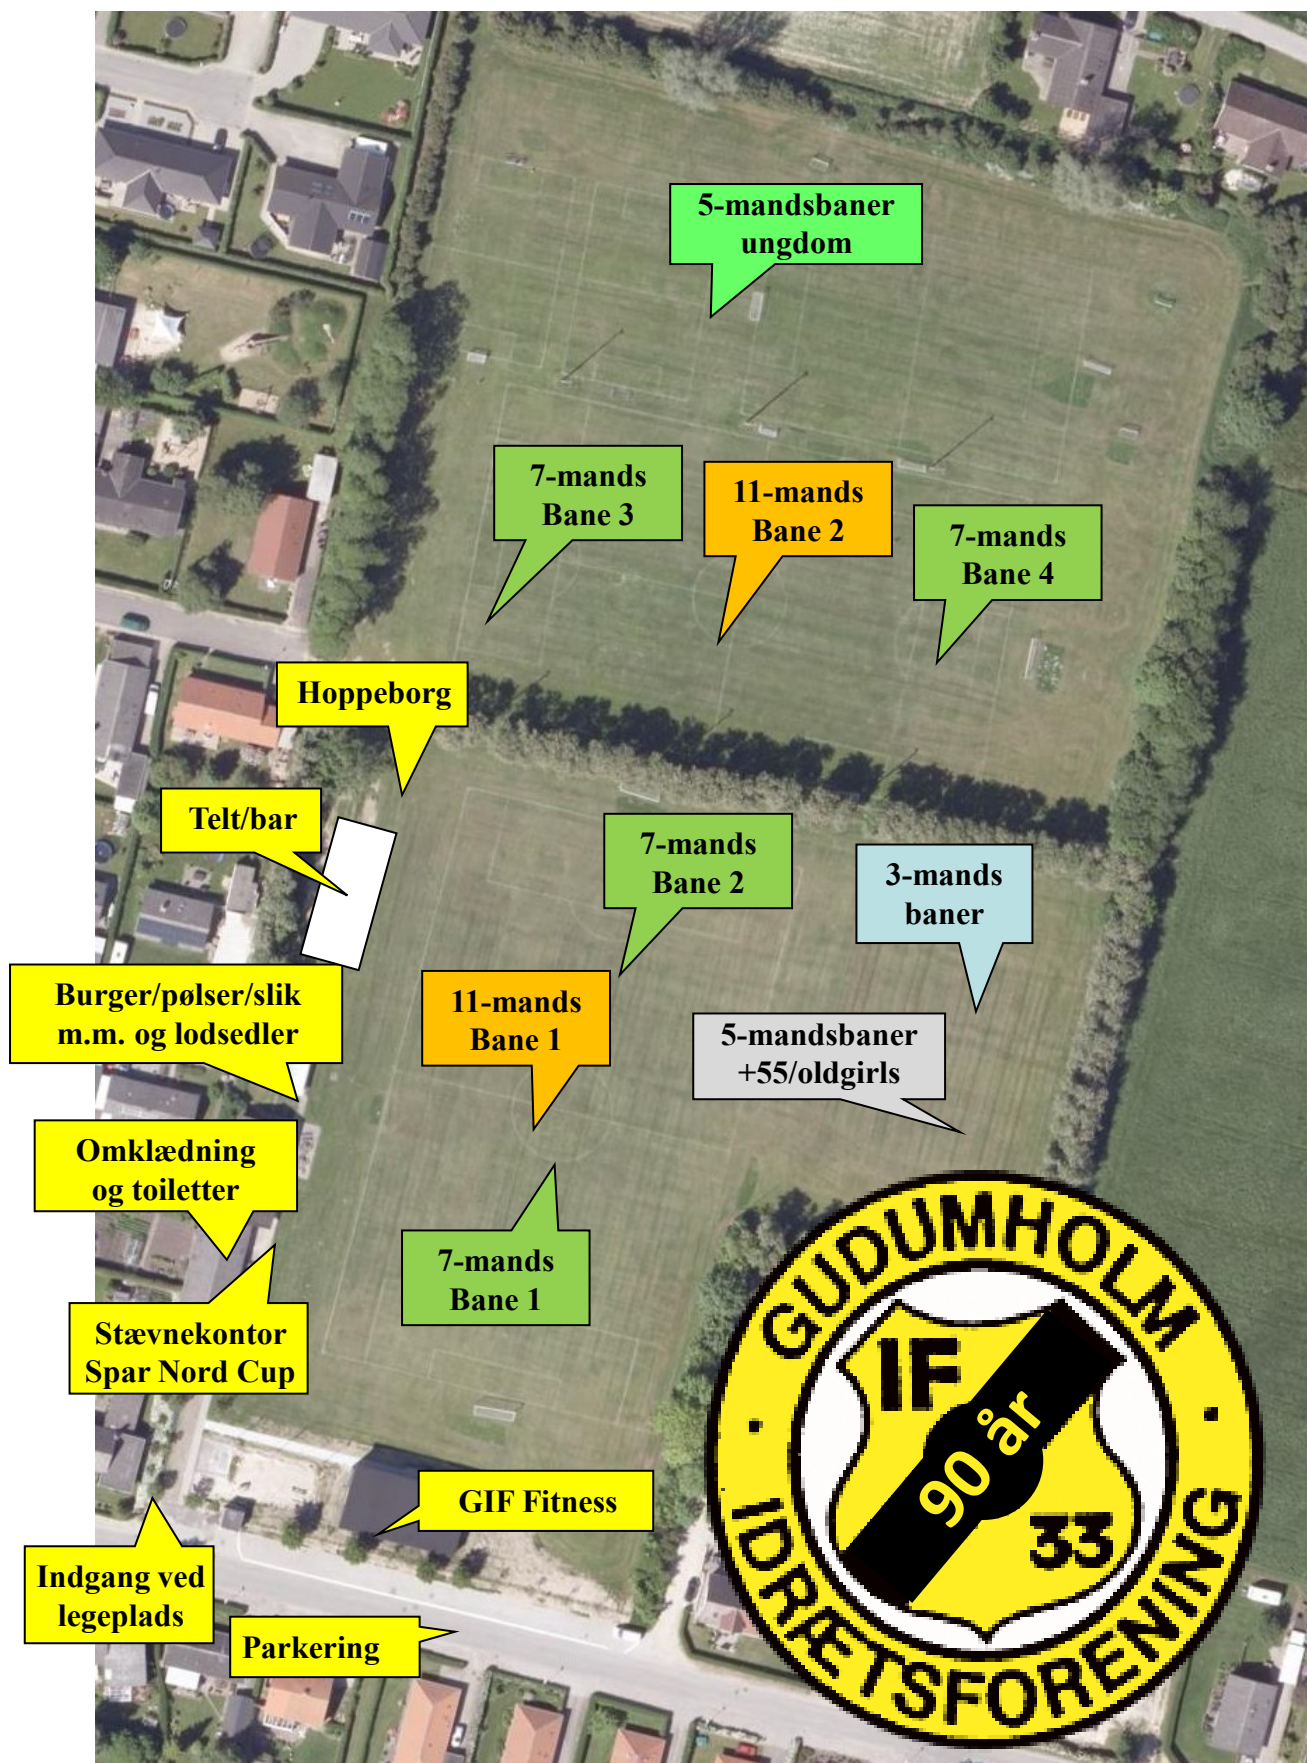 5-mandsbaner
ungdom
7-mands
Bane 3
11-mands
Bane 2
7-mands
Bane 4
Hoppeborg
Telt/bar
7-mands
Bane 2
3-mands
baner
Burger/pølser/slik
m.m. og lodsedler
11-mands
Bane 1
5-mandsbaner
+55/oldgirls
Omklædning
og toiletter
7-mands
Bane 1
Stævnekontor
Spar Nord Cup
GIF Fitness
Indgang ved
legeplads
Parkering
GUDUMHOLM
IF
90 år
33
IDRÆTSFORENING